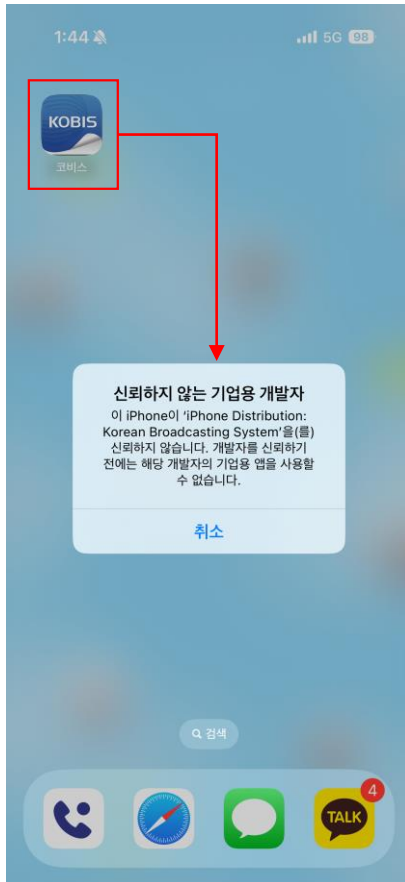 1:44
5G 98
KOBIS
코비스
신뢰하지 않는 기업용 개발자
이 iPhone이 ‘iPhone Distribution:
Korean Broadcasting System’을(를)
신뢰하지 않습니다. 개발자를 신뢰하기
전에는 해당 개발자의 기업용 앱을 사용할
수 없습니다.
취소
검색
4
TALK